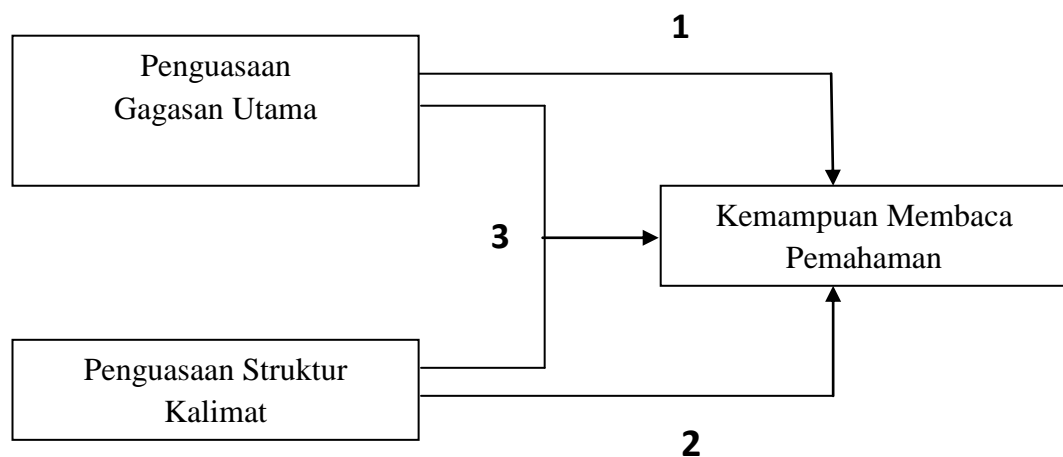 1
Penguasaan
Gagasan Utama
3
Kemampuan Membaca
Pemahaman
Penguasaan Struktur
Kalimat
2